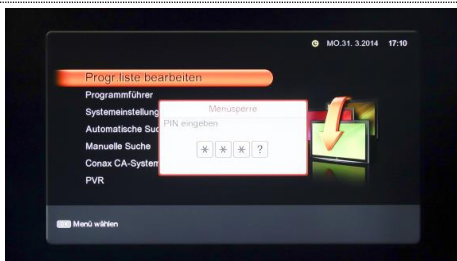 MO.31. 3.2014 17:10
Progr.liste bearbeiten
Programmführer
Systemeinstellung
Menüsperre
Automatische Suc
PIN eingeben
Manuelle Suche
* * * ?
Conax CA-System
PVR
Menü wählen